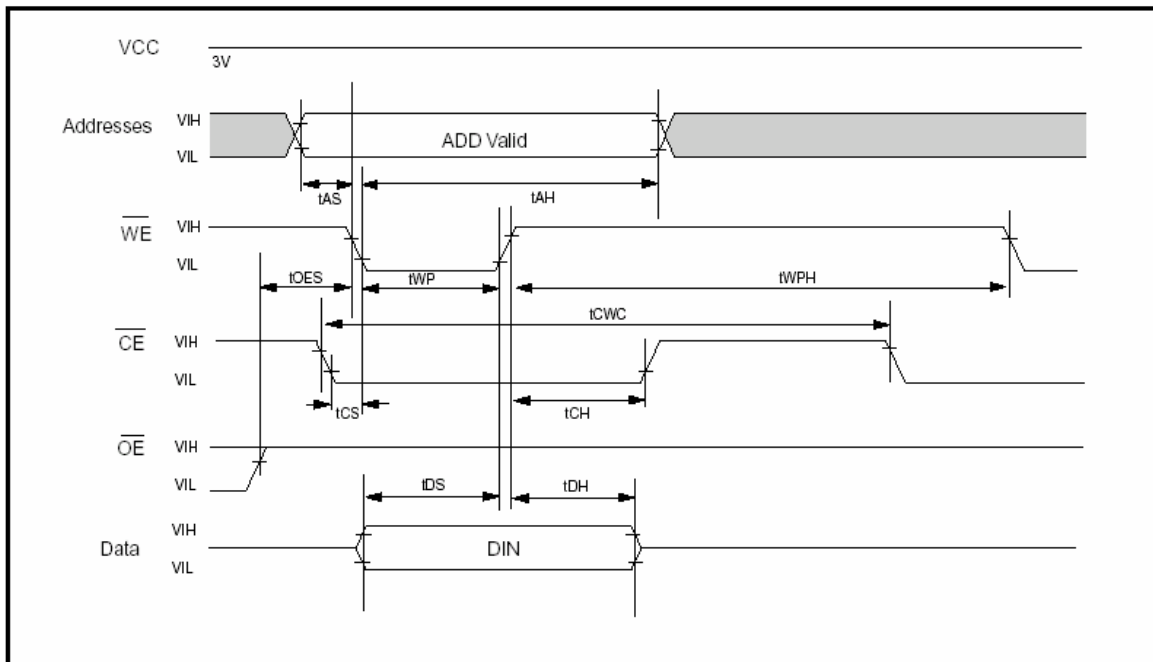 VCC
3V
Addresses
VIH
VIL
ADD Valid
tAS
tAH
WE
VIH
VIL
tOES
tWP
tWPH
tCWC
CE
VIH
VIL
tCS
tCH
OE
VIH
VIL
tDS
tDH
Data
VIH
VIL
DIN